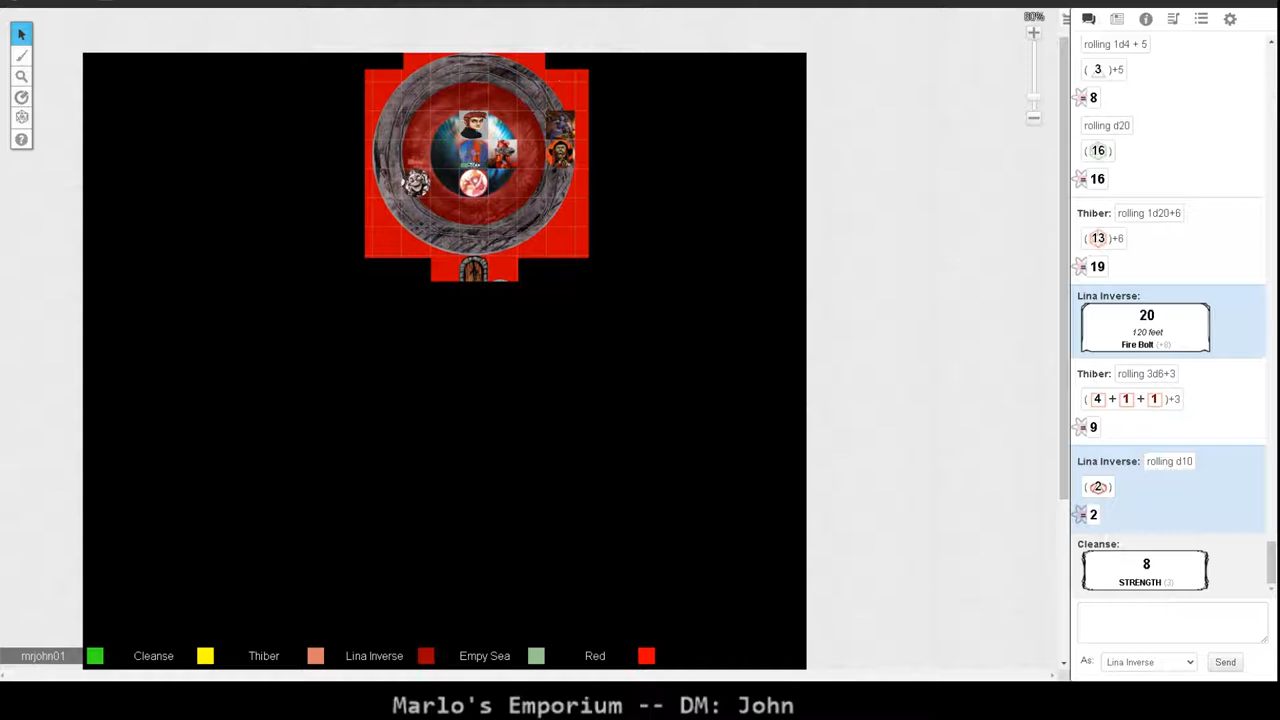 80%
rolling 1d4 + 5
( 3 )+5
= 8
rolling d20
( 16 )
= 16
Thiber: rolling 1d20+6
( 13 )+6
= 19
Lina Inverse:
20
120 feet
Fire Bolt (+8)
Thiber: rolling 3d6+3
( 4 + 1 + 1 )+3
= 9
Lina Inverse: rolling d10
( 2 )
= 2
Cleanse:
8
STRENGTH (3)
As: Lina Inverse Send
mrjohn01 Cleanse Thiber Lina Inverse Empy Sea Red
Marlo's Emporium -- DM: John